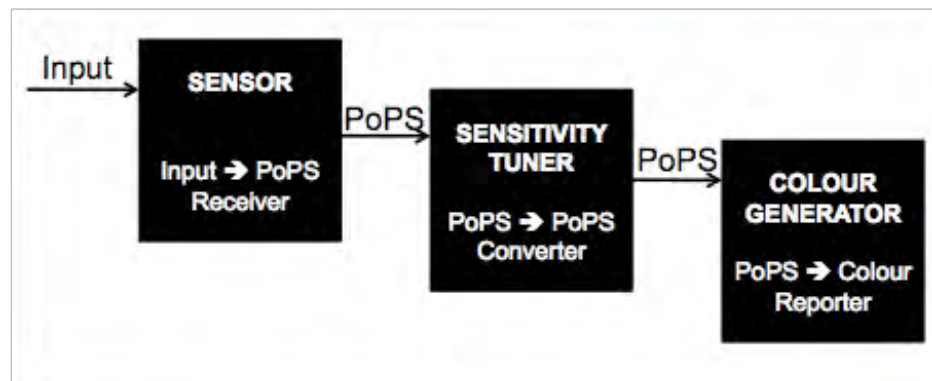 Input
SENSOR
Input ➔ PoPS
Receiver
PoPS
SENSITIVITY
TUNER
PoPS ➔ PoPS
Converter
PoPS
COLOUR
GENERATOR
PoPS ➔ Colour
Reporter